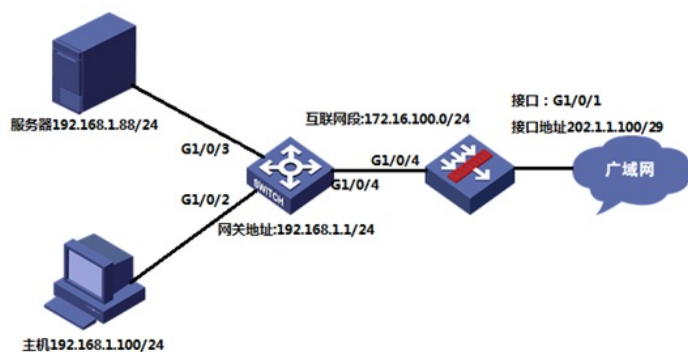 服务器192.168.1.88/24
G1/0/3
互联网段:172.16.100.0/24
接口：G1/0/1
接口地址202.1.1.100/29
G1/0/4
G1/0/4
广域网
SWITCH
G1/0/2
网关地址:192.168.1.1/24
主机192.168.1.100/24